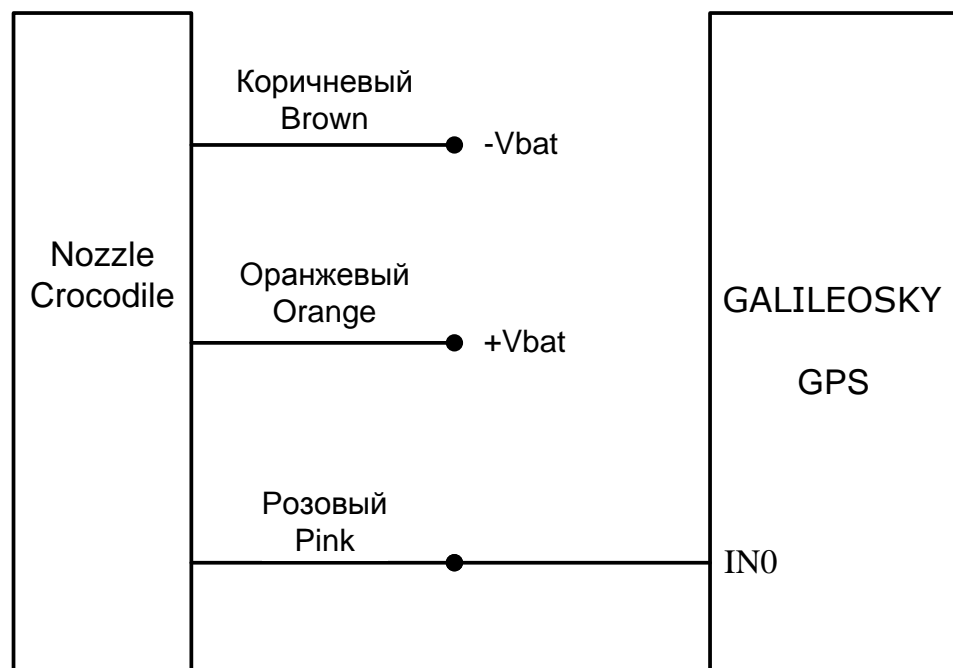 Коричневый
Brown
-Vbat
Nozzle
Crocodile
Оранжевый
Orange
+Vbat
GALILEOSKY
GPS
Розовый
Pink
IN0